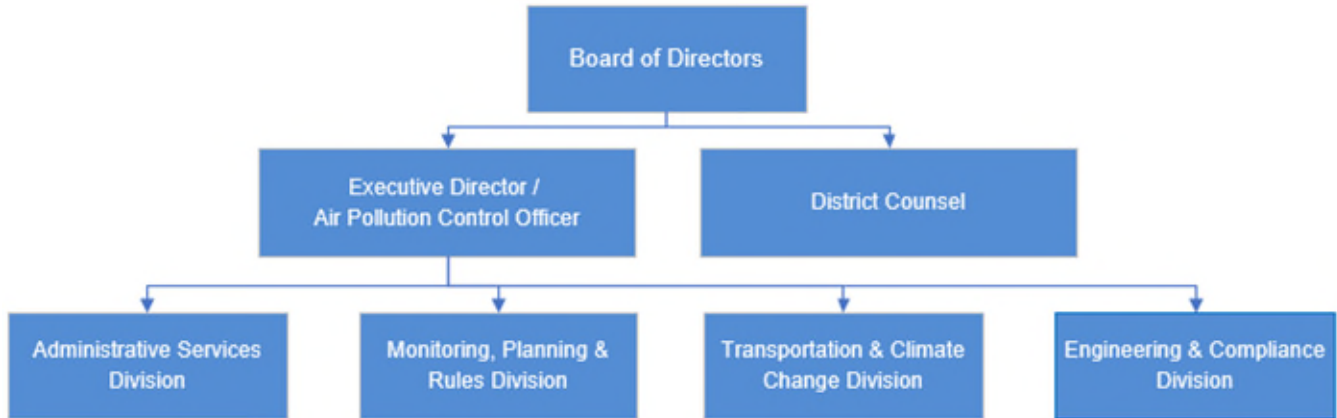 Board of Directors
Executive Director /
Air Pollution Control Officer
District Counsel
Administrative Services
Division
Monitoring, Planning &
Rules Division
Transportation & Climate
Change Division
Engineering & Compliance
Division